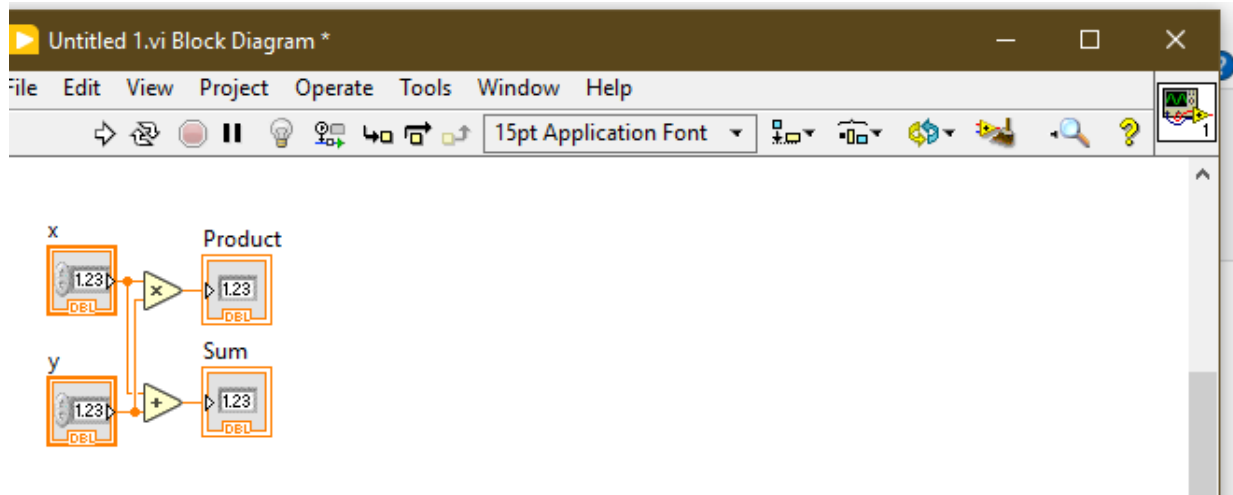 Untitled 1.vi Block Diagram *
File Edit View Project Operate Tools Window Help
15pt Application Font
1
x
Product
1.23
1.23
DBL
DBL
y
Sum
1.23
1.23
DBL
DBL